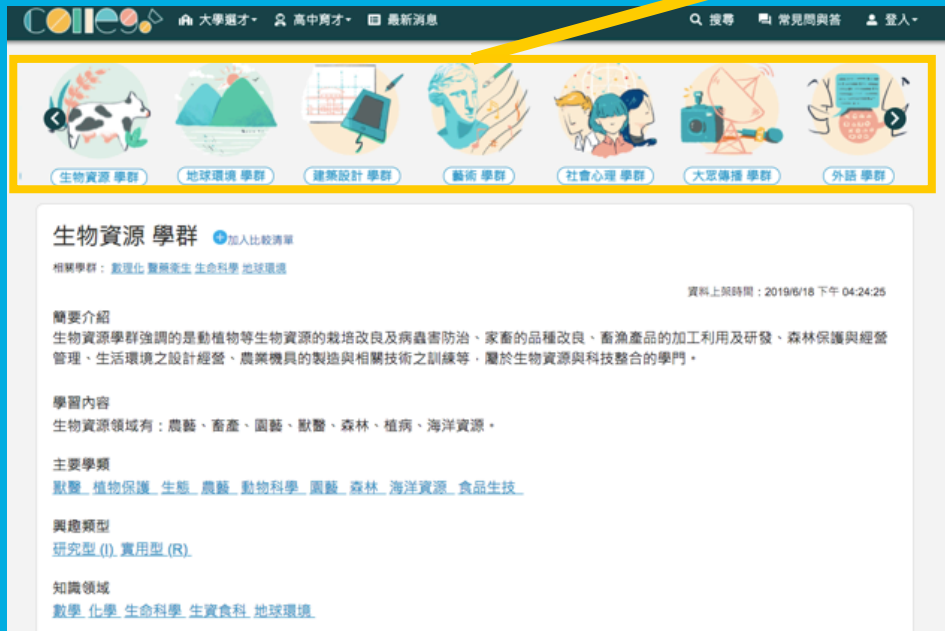 Colleg
大學選才 高中育才 最新消息 搜尋 常見問與答 登入
生物資源 學群 地球環境 學群 建築設計 學群 藝術 學群 社會心理 學群 大眾傳播 學群 外語 學群
生物資源 學群 加入比較清單
相關學群： 數理化 醫藥衛生 生命科學 地球環境
資料上架時間：2019/6/18 下午 04:24:25
簡要介紹
生物資源學群強調的是動植物等生物資源的栽培改良及病蟲害防治、家畜的品種改良、畜漁產品的加工利用及研發、森林保護與經營
管理、生活環境之設計經營、農業機具的製造與相關技術之訓練等，屬於生物資源與科技整合的學門。
學習內容
生物資源領域有：農藝、畜產、園藝、獸醫、森林、植病、海洋資源。
主要學類
獸醫 植物保護 生態 農藝 動物科學 園藝 森林 海洋資源 食品生技
興趣類型
研究型 (I) 實用型 (R)
知識領域
數學 化學 生命科學 生資食科 地球環境